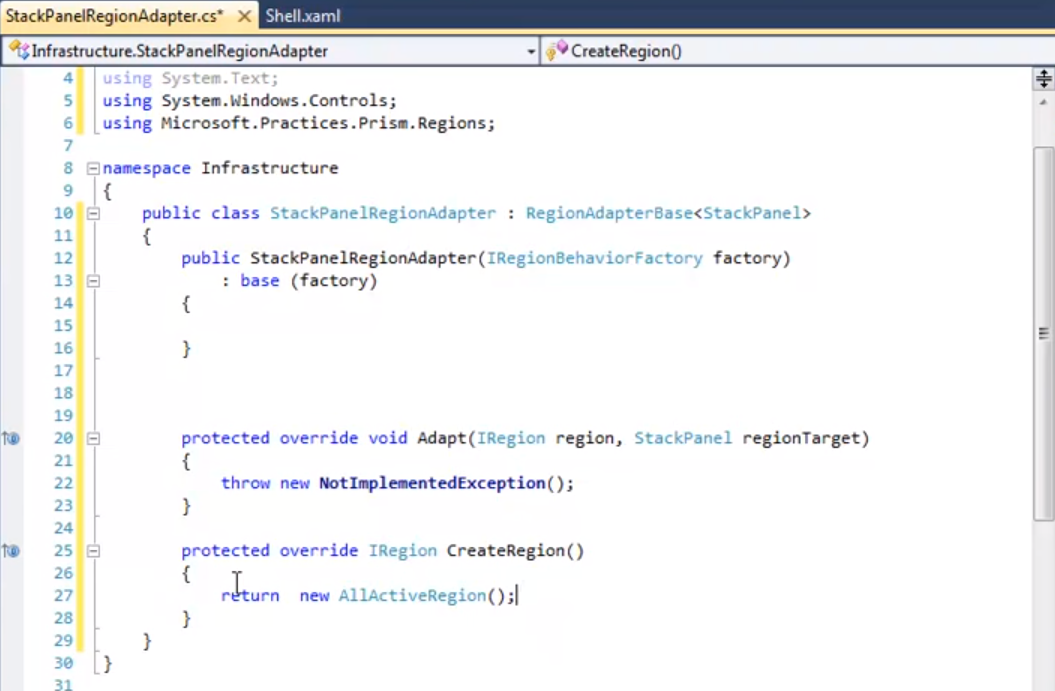 StackPanelRegionAdapter.cs* Shell.xaml
Infrastructure.StackPanelRegionAdapter CreateRegion()
4 using System.Text;
5 using System.Windows.Controls;
6 using Microsoft.Practices.Prism.Regions;
7
8 namespace Infrastructure
9 {
10 public class StackPanelRegionAdapter : RegionAdapterBase<StackPanel>
11 {
12 public StackPanelRegionAdapter(IRegionBehaviorFactory factory)
13 : base (factory)
14 {
15
16 }
17
18
19
20 protected override void Adapt(IRegion region, StackPanel regionTarget)
21 {
22 throw new NotImplementedException();
23 }
24
25 protected override IRegion CreateRegion()
26 {
27 return  new AllActiveRegion();
28 }
29 }
30 }
31